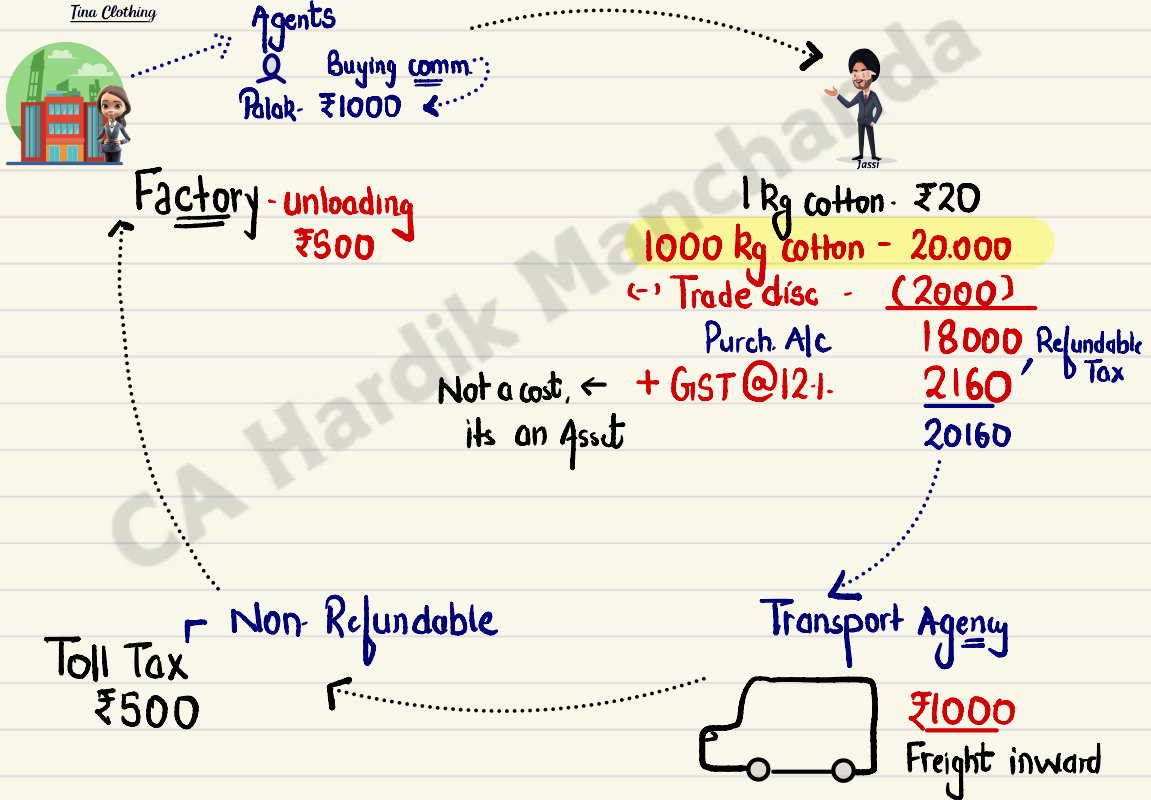 Tina Clothing
Agents
Buying comm.
Palak- ₹1000
Jassi
Factory - unloading
₹500
1 kg cotton - ₹20
1000 kg cotton - 20.000
(-) Trade disc - (2000)
Purch. A/c 18000 Refundable
Tax
Not a cost, ← + GST @12%. 2160
its an Asset 20160
Non-Refundable
Toll Tax
₹500
Transport Agency
₹1000
Freight inward
CA Hardik Manchanda